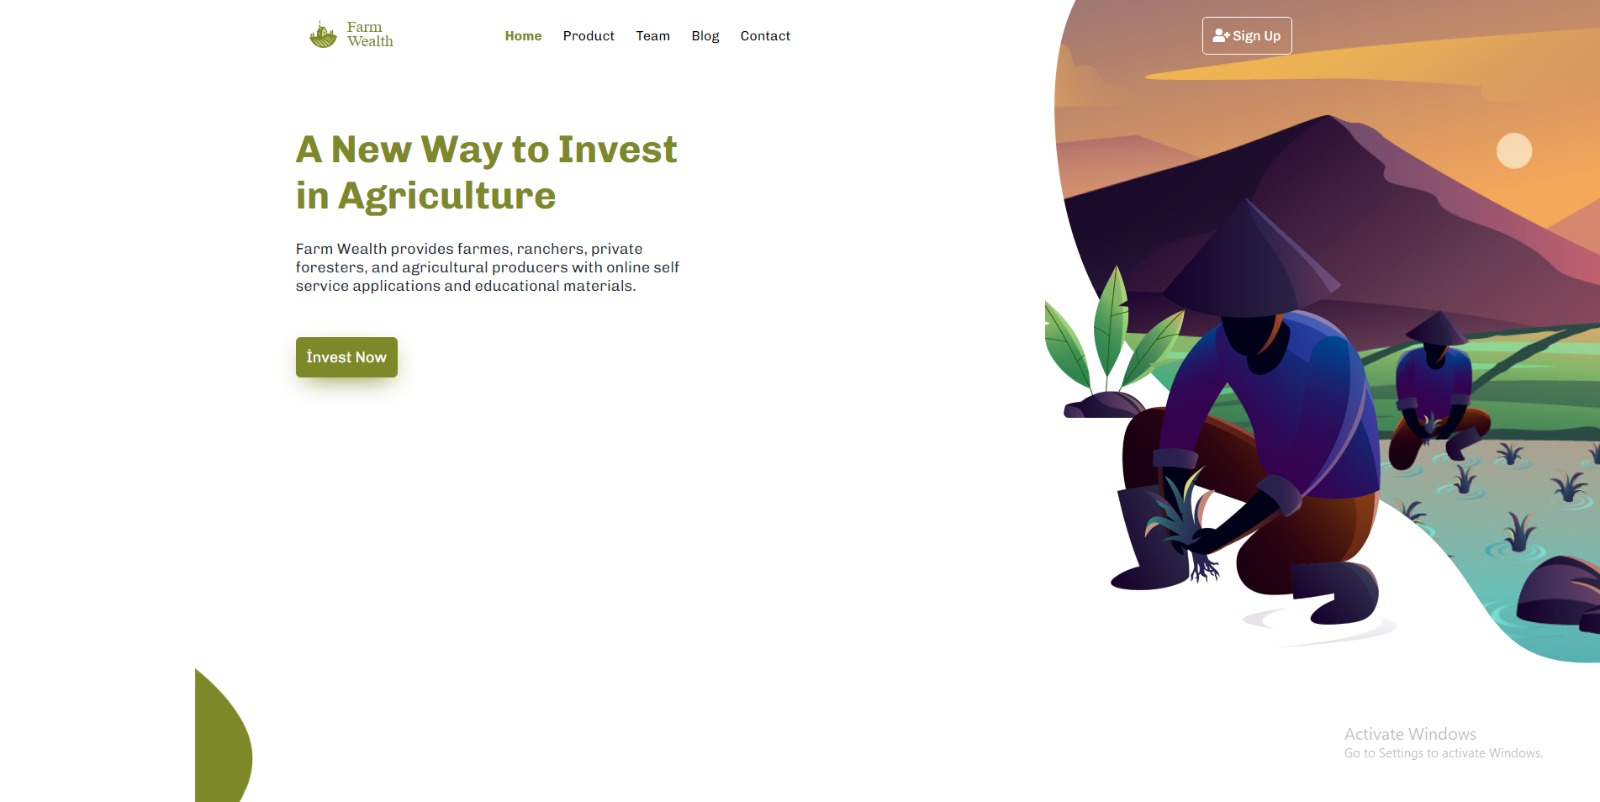 Farm
Wealth
Home Product Team Blog Contact
Sign Up
A New Way to Invest
in Agriculture
Farm Wealth provides farmes, ranchers, private
foresters, and agricultural producers with online self
service applications and educational materials.
İnvest Now
Activate Windows
Go to Settings to activate Windows.